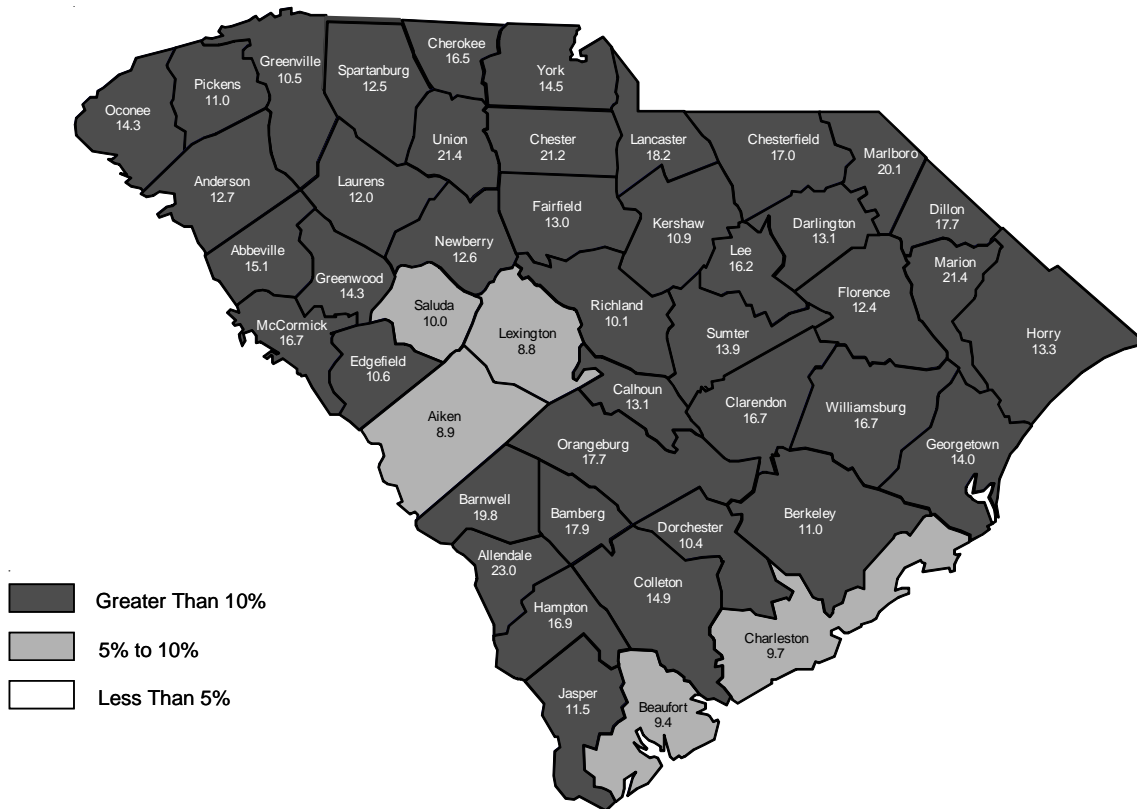 Cherokee
16.5
Greenville
10.5
Spartanburg
12.5
York
14.5
Pickens
11.0
Oconee
14.3
Union
21.4
Chester
21.2
Lancaster
18.2
Chesterfield
17.0
Marlboro
20.1
Anderson
12.7
Laurens
12.0
Fairfield
13.0
Kershaw
10.9
Darlington
13.1
Dillon
17.7
Abbeville
15.1
Newberry
12.6
Lee
16.2
Marion
21.4
Greenwood
14.3
Saluda
10.0
Richland
10.1
Florence
12.4
McCormick
16.7
Lexington
8.8
Sumter
13.9
Horry
13.3
Edgefield
10.6
Calhoun
13.1
Clarendon
16.7
Williamsburg
16.7
Aiken
8.9
Orangeburg
17.7
Georgetown
14.0
Barnwell
19.8
Bamberg
17.9
Dorchester
10.4
Berkeley
11.0
Allendale
23.0
Colleton
14.9
Hampton
16.9
Charleston
9.7
Jasper
11.5
Beaufort
9.4
Greater Than 10%
5% to 10%
Less Than 5%